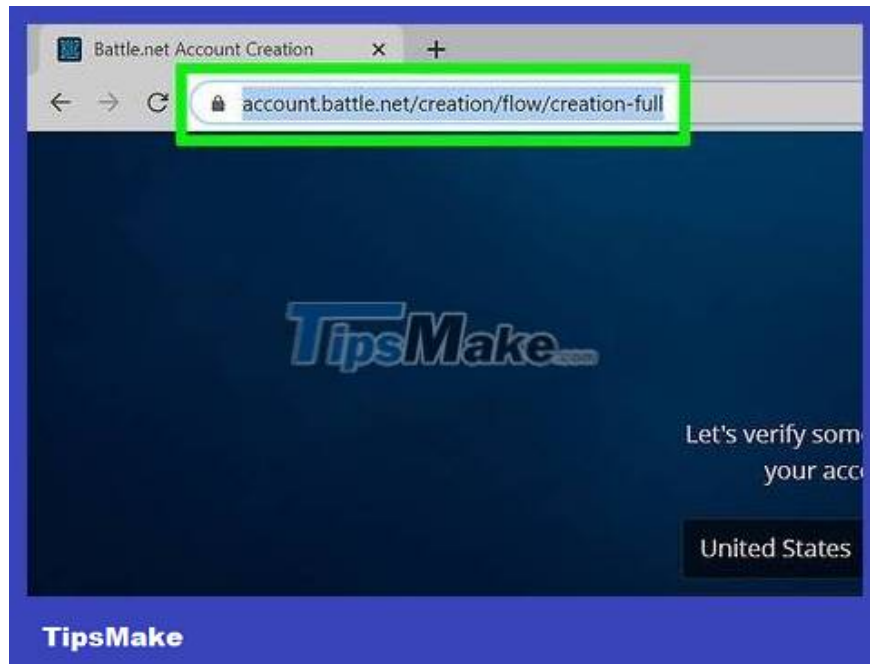 Battle.net Account Creation
account.battle.net/creation/flow/creation-full
TipsMake.com
Let's verify som
your acc
United States
TipsMake